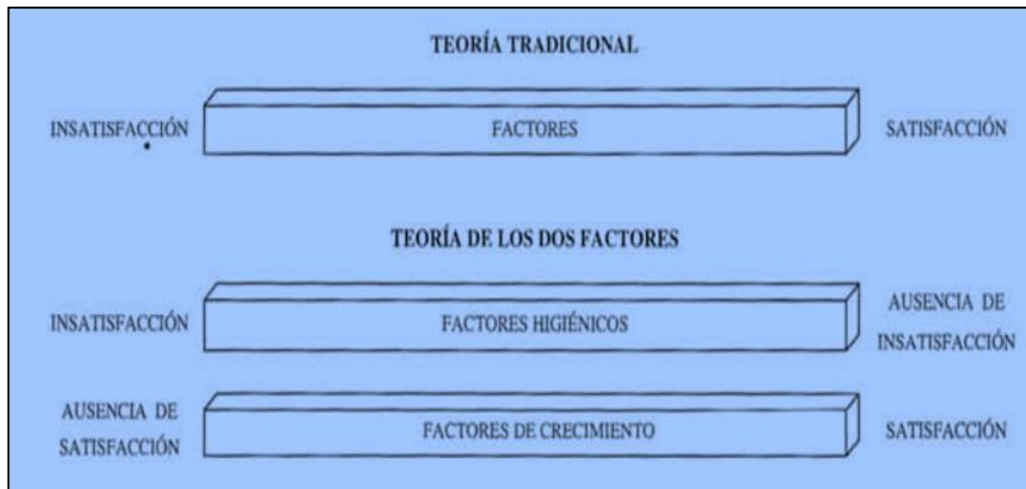 TEORÍA TRADICIONAL
INSATISFACCIÓN
FACTORES
SATISFACCIÓN
TEORÍA DE LOS DOS FACTORES
INSATISFACCIÓN
FACTORES HIGIÉNICOS
AUSENCIA DE
INSATISFACCIÓN
AUSENCIA DE
SATISFACCIÓN
FACTORES DE CRECIMIENTO
SATISFACCIÓN